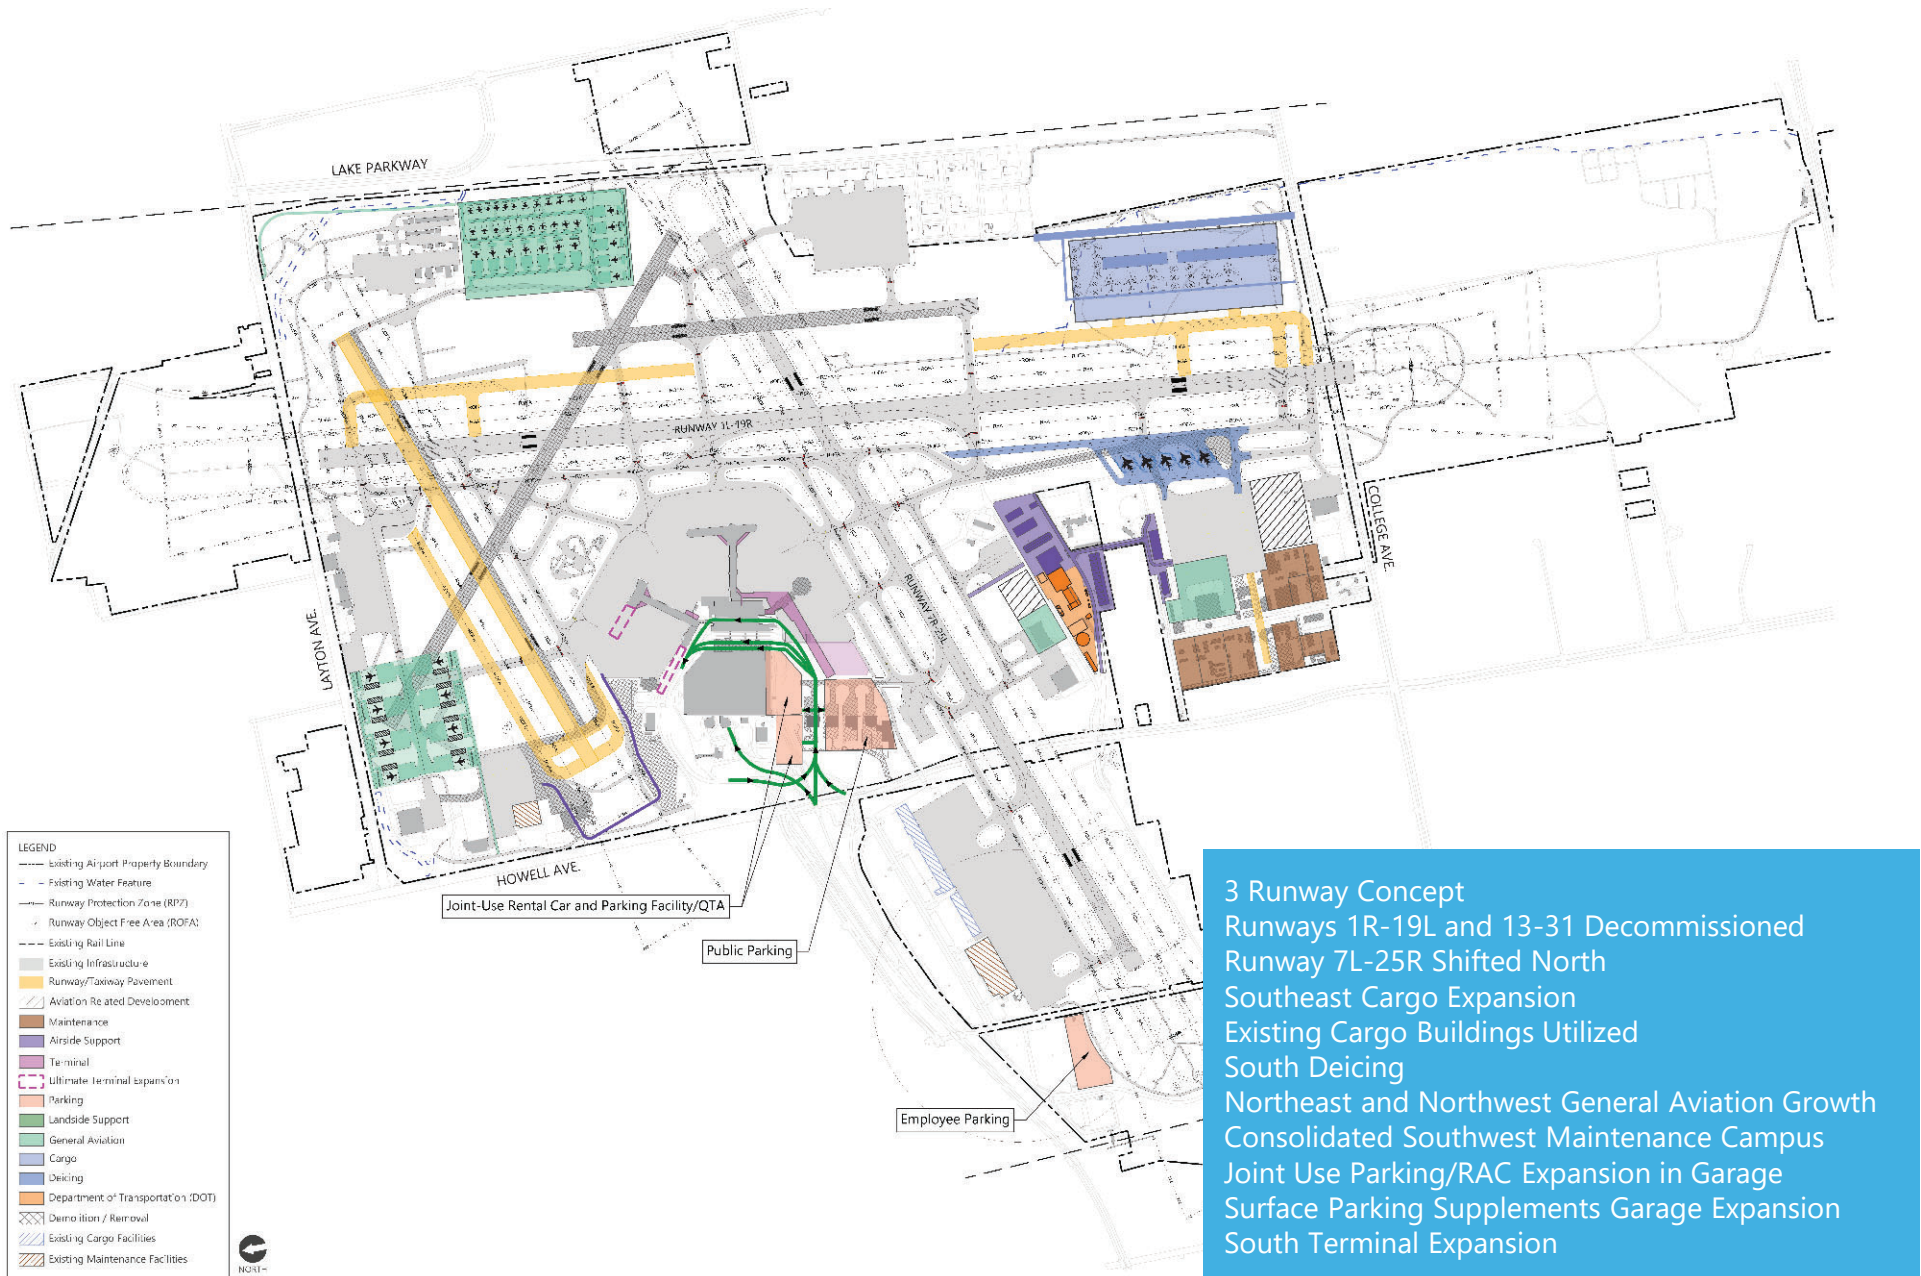 LAKE PARKWAY
RUNWAY 1L-19R
RUNWAY 7R-25L
COLLEGE AVE.
LAYTON AVE.
HOWELL AVE.
Joint-Use Rental Car and Parking Facility/QTA
Public Parking
Employee Parking
LEGEND
Existing Airport Property Boundary
Existing Water Feature
Runway Protection Zone (RPZ)
Runway Object Free Area (ROFA)
Existing Rail Line
Existing Infrastructure
Runway/Taxiway Pavement
Aviation Related Development
Maintenance
Airside Support
Terminal
Ultimate Terminal Expansion
Parking
Landside Support
General Aviation
Cargo
Deicing
Department of Transportation (DOT)
Demolition / Removal
Existing Cargo Facilities
Existing Maintenance Facilities
NORTH
3 Runway Concept
Runways 1R-19L and 13-31 Decommissioned
Runway 7L-25R Shifted North
Southeast Cargo Expansion
Existing Cargo Buildings Utilized
South Deicing
Northeast and Northwest General Aviation Growth
Consolidated Southwest Maintenance Campus
Joint Use Parking/RAC Expansion in Garage
Surface Parking Supplements Garage Expansion
South Terminal Expansion